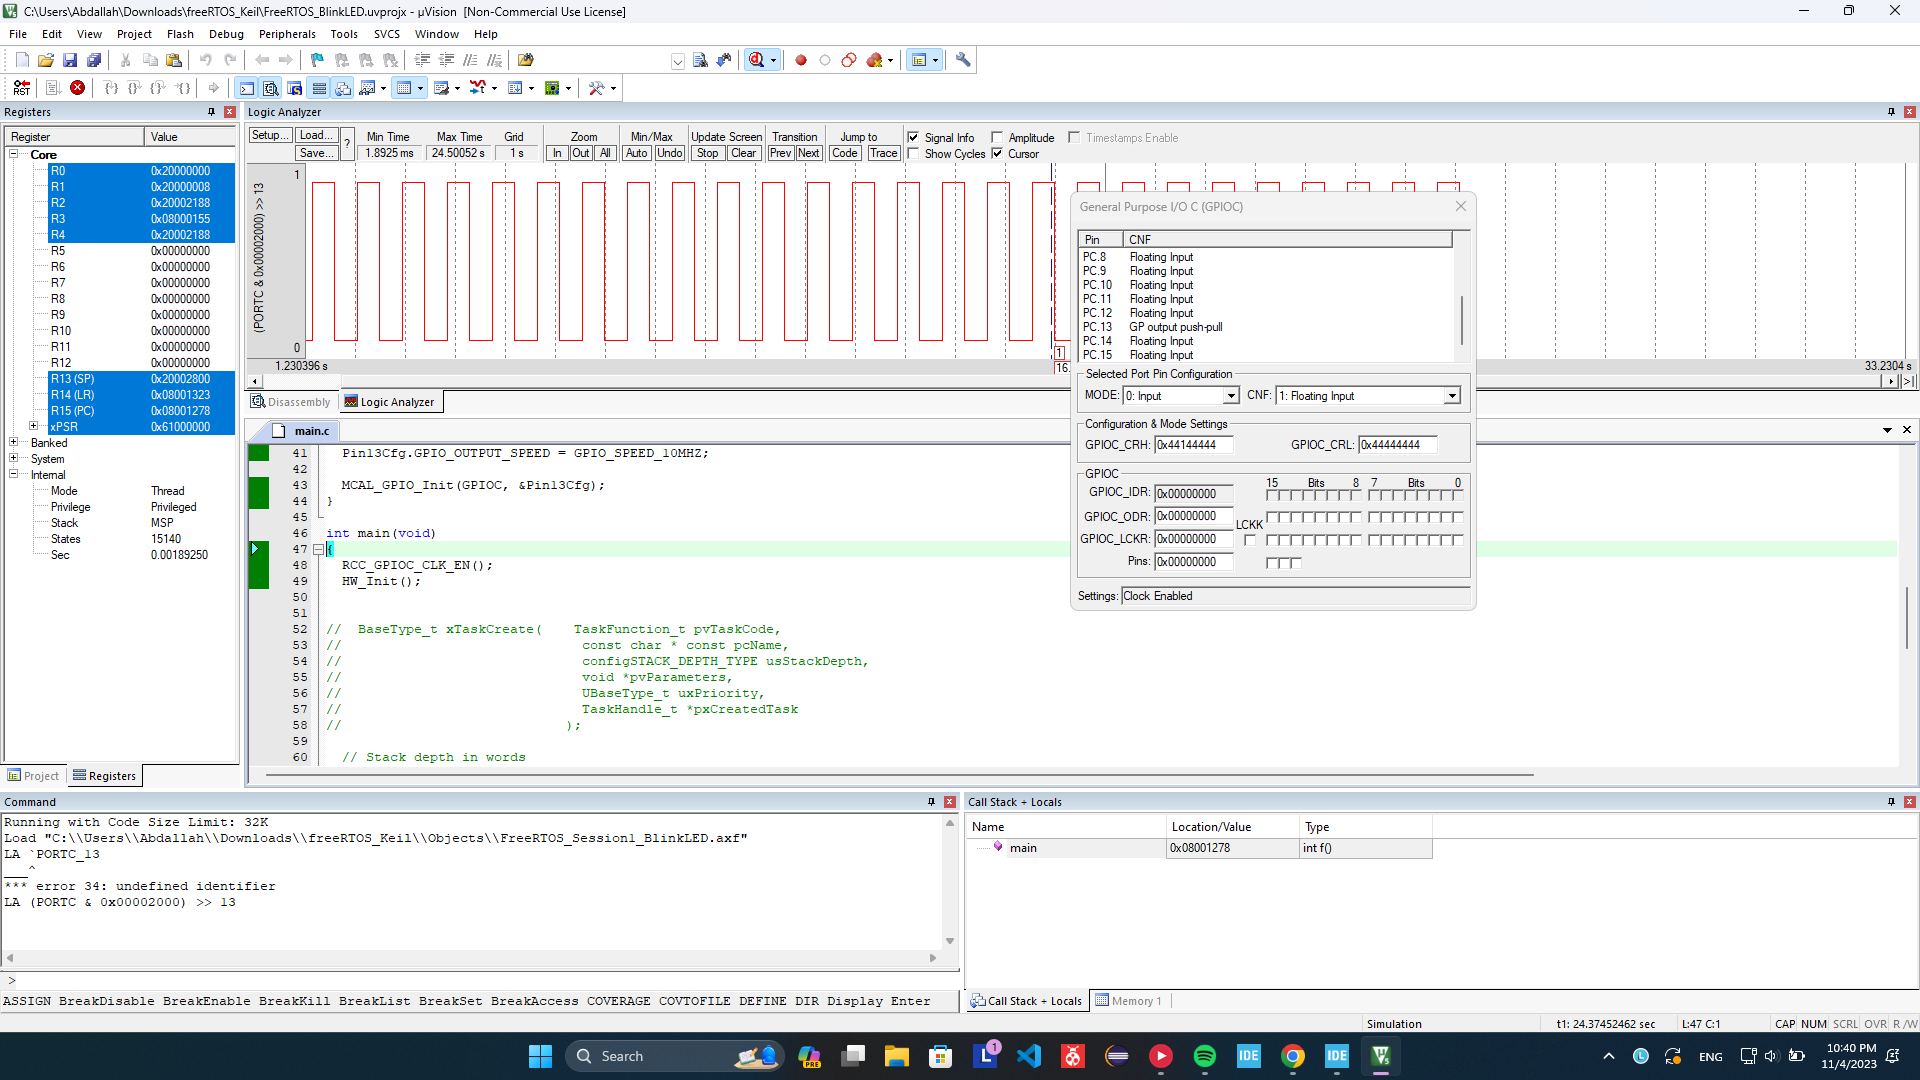 C:\Users\Abdallah\Downloads\freeRTOS_Keil\FreeRTOS_BlinkLED.uvprojx - µVision  [Non-Commercial Use License]
File Edit View Project Flash Debug Peripherals Tools SVCS Window Help
Registers
Register Value
Core
R0 0x20000000
R1 0x20000008
R2 0x20002188
R3 0x08000155
R4 0x20002188
R5 0x00000000
R6 0x00000000
R7 0x00000000
R8 0x00000000
R9 0x00000000
R10 0x00000000
R11 0x00000000
R12 0x00000000
R13 (SP) 0x20002800
R14 (LR) 0x08001323
R15 (PC) 0x08001278
xPSR 0x61000000
Banked
System
Internal
Mode Thread
Privilege Privileged
Stack MSP
States 15140
Sec 0.00189250
Project Registers
Logic Analyzer
Setup... Load... ? Min Time Max Time Grid Zoom Min/Max Update Screen Transition Jump to Signal Info Amplitude Timestamps Enable
Save... 1.8925 ms 24.50052 s 1 s In Out All Auto Undo Stop Clear Prev Next Code Trace Show Cycles Cursor
(PORTC & 0x00002000) >> 13
1
0
1
1.230396 s 16. 33.2304 s
Disassembly Logic Analyzer
General Purpose I/O C (GPIOC)
Pin CNF
PC.8 Floating Input
PC.9 Floating Input
PC.10 Floating Input
PC.11 Floating Input
PC.12 Floating Input
PC.13 GP output push-pull
PC.14 Floating Input
PC.15 Floating Input
Selected Port Pin Configuration
MODE: 0: Input CNF: 1: Floating Input
Configuration & Mode Settings
GPIOC_CRH: 0x44144444 GPIOC_CRL: 0x44444444
GPIOC
15 Bits 8 7 Bits 0
GPIOC_IDR: 0x00000000
GPIOC_ODR: 0x00000000
LCKK
GPIOC_LCKR: 0x00000000
Pins: 0x00000000
Settings: Clock Enabled
main.c
41 Pin13Cfg.GPIO_OUTPUT_SPEED = GPIO_SPEED_10MHZ;
42
43 MCAL_GPIO_Init(GPIOC, &Pin13Cfg);
44 }
45
46 int main(void)
47 {
48 RCC_GPIOC_CLK_EN();
49 HW_Init();
50
51
52 //  BaseType_t xTaskCreate(    TaskFunction_t pvTaskCode,
53 // const char * const pcName,
54 // configSTACK_DEPTH_TYPE usStackDepth,
55 // void *pvParameters,
56 // UBaseType_t uxPriority,
57 // TaskHandle_t *pxCreatedTask
58 // );
59
60 // Stack depth in words
Command
Running with Code Size Limit: 32K
Load "C:\\Users\\Abdallah\\Downloads\\freeRTOS_Keil\\Objects\\FreeRTOS_Session1_BlinkLED.axf"
LA `PORTC_13
___^
*** error 34: undefined identifier
LA (PORTC & 0x00002000) >> 13
>
ASSIGN BreakDisable BreakEnable BreakKill BreakList BreakSet BreakAccess COVERAGE COVTOFILE DEFINE DIR Display Enter
Call Stack + Locals
Name Location/Value Type
main 0x08001278 int f()
Call Stack + Locals Memory 1
Simulation t1: 24.37452462 sec L:47 C:1 CAP NUM SCRL OVR R/W
Search PRE L 1 IDE IDE ENG 10:40 PM
11/4/2023